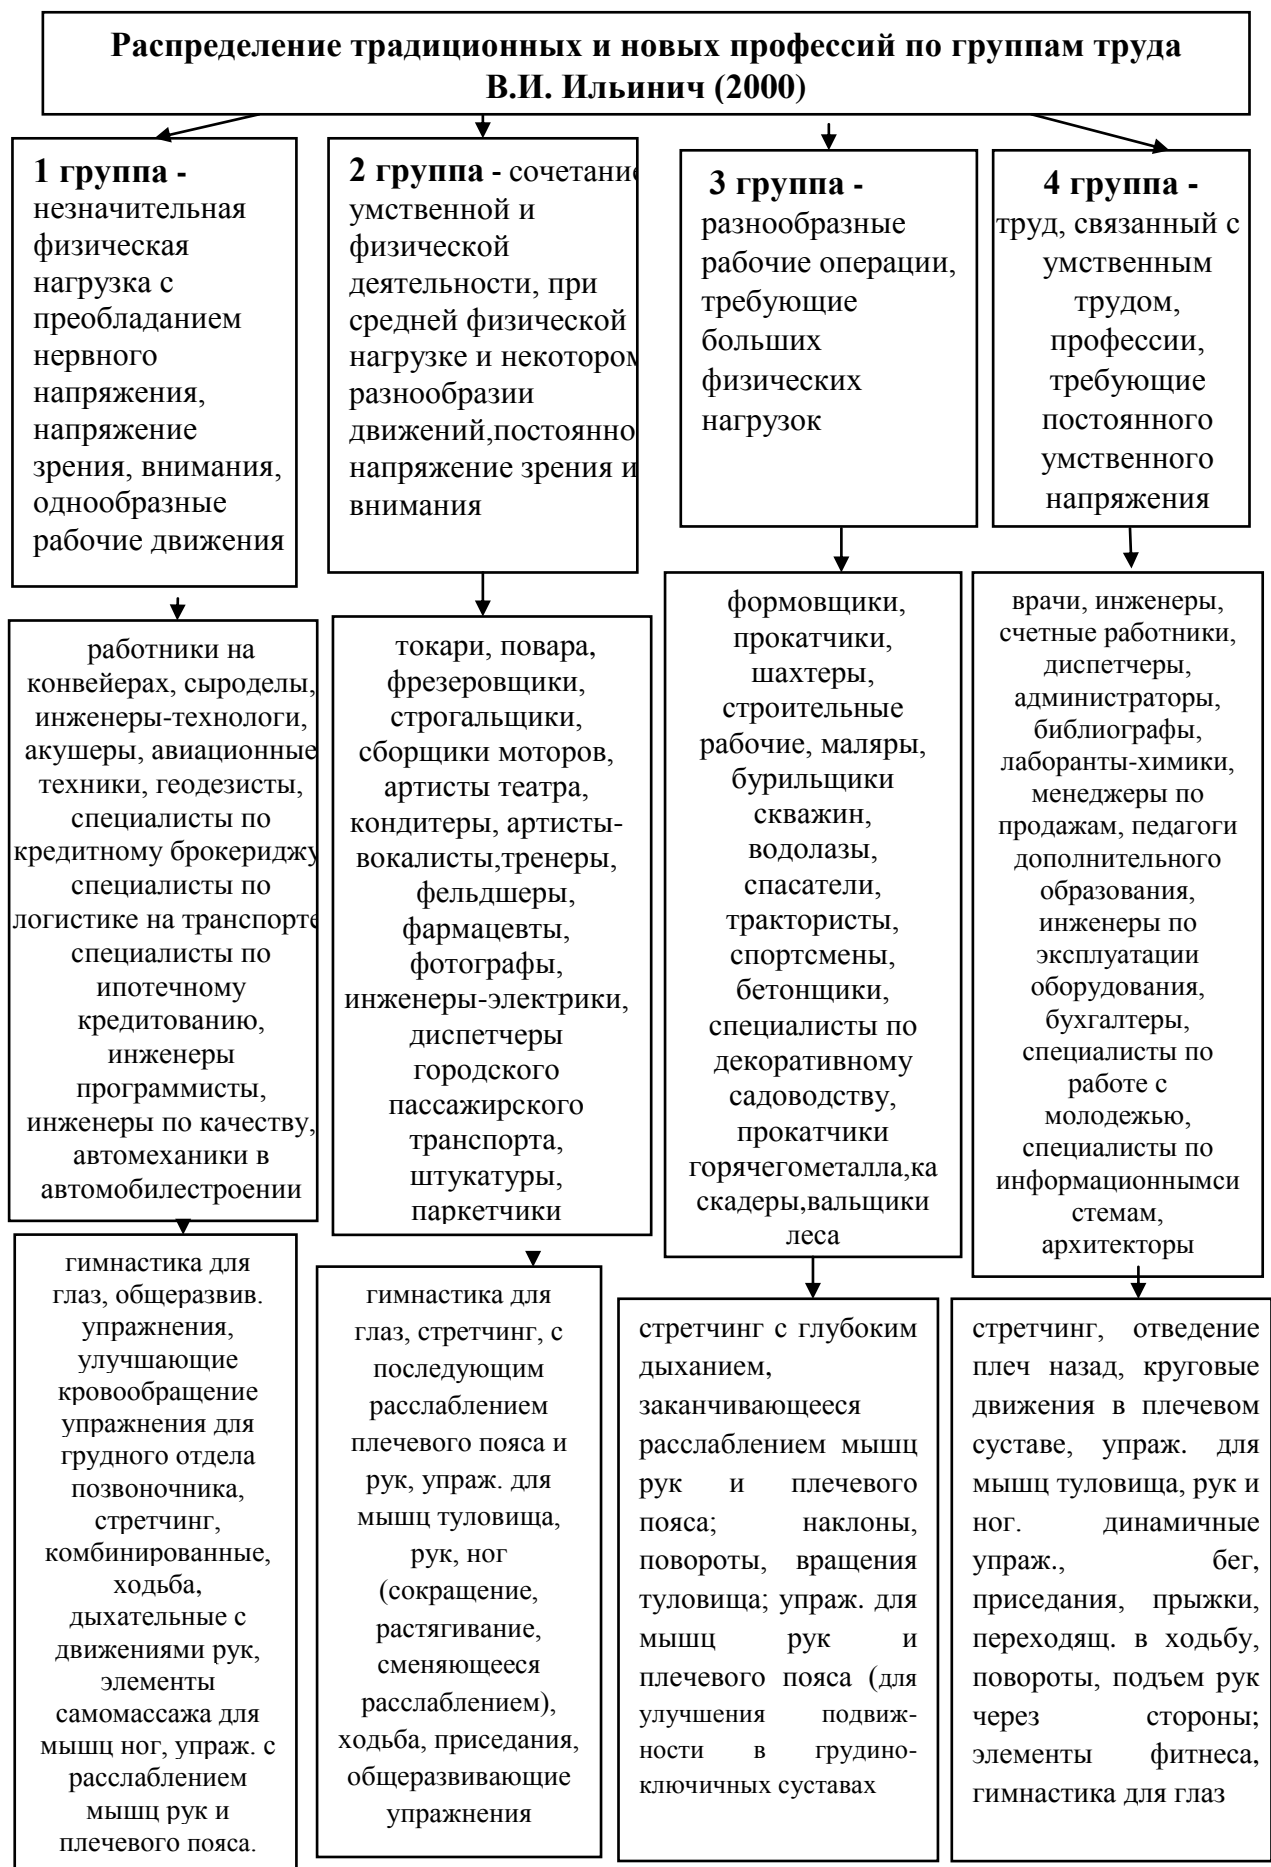 Распределение традиционных и новых профессий по группам труда
В.И. Ильинич (2000)
1 группа -
незначительная
физическая
нагрузка с
преобладанием
нервного
напряжения,
напряжение
зрения, внимания,
однообразные
рабочие движения
2 группа - сочетание
умственной и
физической
деятельности, при
средней физической
нагрузке и некотором
разнообразии
движений,постоянно
напряжение зрения и
внимания
3 группа -
разнообразные
рабочие операции,
требующие
больших
физических
нагрузок
4 группа -
труд, связанный с
умственным
трудом,
профессии,
требующие
постоянного
умственного
напряжения
работники на
конвейерах, сыроделы,
инженеры-технологи,
акушеры, авиационные
техники, геодезисты,
специалисты по
кредитному брокериджу
специалисты по
логистике на транспорте
специалисты по
ипотечному
кредитованию,
инженеры
программисты,
инженеры по качеству,
автомеханики в
автомобилестроении
токари, повара,
фрезеровщики,
строгальщики,
сборщики моторов,
артисты театра,
кондитеры, артисты-
вокалисты,тренеры,
фельдшеры,
фармацевты,
фотографы,
инженеры-электрики,
диспетчеры
городского
пассажирского
транспорта,
штукатуры,
паркетчики
формовщики,
прокатчики,
шахтеры,
строительные
рабочие, маляры,
бурильщики
скважин,
водолазы,
спасатели,
трактористы,
спортсмены,
бетонщики,
специалисты по
декоративному
садоводству,
прокатчики
горячегометалла,ка
скадеры,вальщики
леса
врачи, инженеры,
счетные работники,
диспетчеры,
администраторы,
библиографы,
лаборанты-химики,
менеджеры по
продажам, педагоги
дополнительного
образования,
инженеры по
эксплуатации
оборудования,
бухгалтеры,
специалисты по
работе с
молодежью,
специалисты по
информационнымси
стемам,
архитекторы
гимнастика для
глаз, общеразвив.
упражнения,
улучшающие
кровообращение
упражнения для
грудного отдела
позвоночника,
стретчинг,
комбинированные,
ходьба,
дыхательные с
движениями рук,
элементы
самомассажа для
мышц ног, упраж. с
расслаблением
мышц рук и
плечевого пояса.
гимнастика для
глаз, стретчинг, с
последующим
расслаблением
плечевого пояса и
рук, упраж. для
мышц туловища,
рук, ног
(сокращение,
растягивание,
сменяющееся
расслаблением),
ходьба, приседания,
общеразвивающие
упражнения
стретчинг с глубоким
дыханием,
заканчивающееся
расслаблением мышц
рук и плечевого
пояса; наклоны,
повороты, вращения
туловища; упраж. для
мышц рук и
плечевого пояса (для
улучшения подвиж-
ности в грудино-
ключичных суставах
стретчинг, отведение
плеч назад, круговые
движения в плечевом
суставе, упраж. для
мышц туловища, рук и
ног. динамичные
упраж., бег,
приседания, прыжки,
переходящ. в ходьбу,
повороты, подъем рук
через стороны;
элементы фитнеса,
гимнастика для глаз